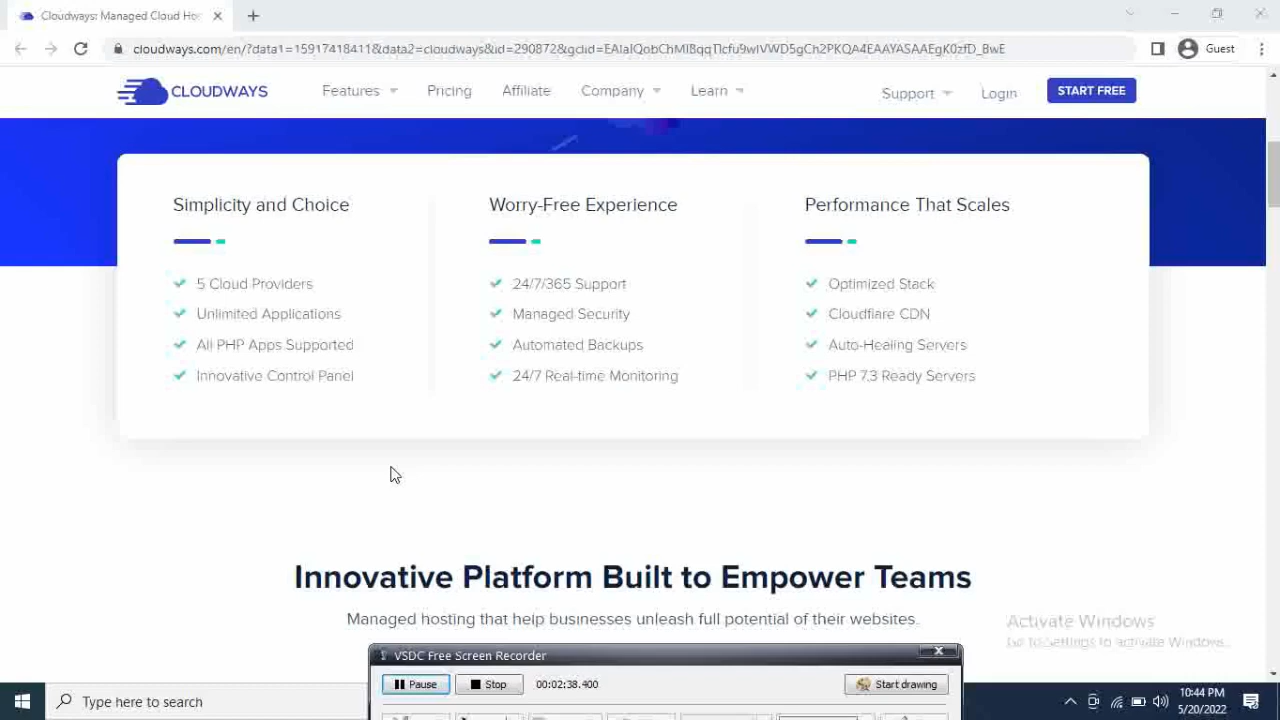 Cloudways: Managed Cloud Hos
cloudways.com/en/?data1=15917418411&data2=cloudways&id=290872&gclid=EAIaIQobChMI8qqTlcfu9wIVWD5gCh2PKQA4EAAYASAAEgK0zfD_BwE
Guest
CLOUDWAYS
Features
Pricing
Affiliate
Company
Learn
Support
Login
START FREE
Simplicity and Choice
5 Cloud Providers
Unlimited Applications
All PHP Apps Supported
Innovative Control Panel
Worry-Free Experience
24/7/365 Support
Managed Security
Automated Backups
24/7 Real-time Monitoring
Performance That Scales
Optimized Stack
Cloudflare CDN
Auto-Healing Servers
PHP 7.3 Ready Servers
Innovative Platform Built to Empower Teams
Managed hosting that help businesses unleash full potential of their websites.
Activate Windows
Go to Settings to activate Windows.
VSDC Free Screen Recorder
Pause
Stop
00:02:38.400
Start drawing
Type here to search
10:44 PM
5/20/2022